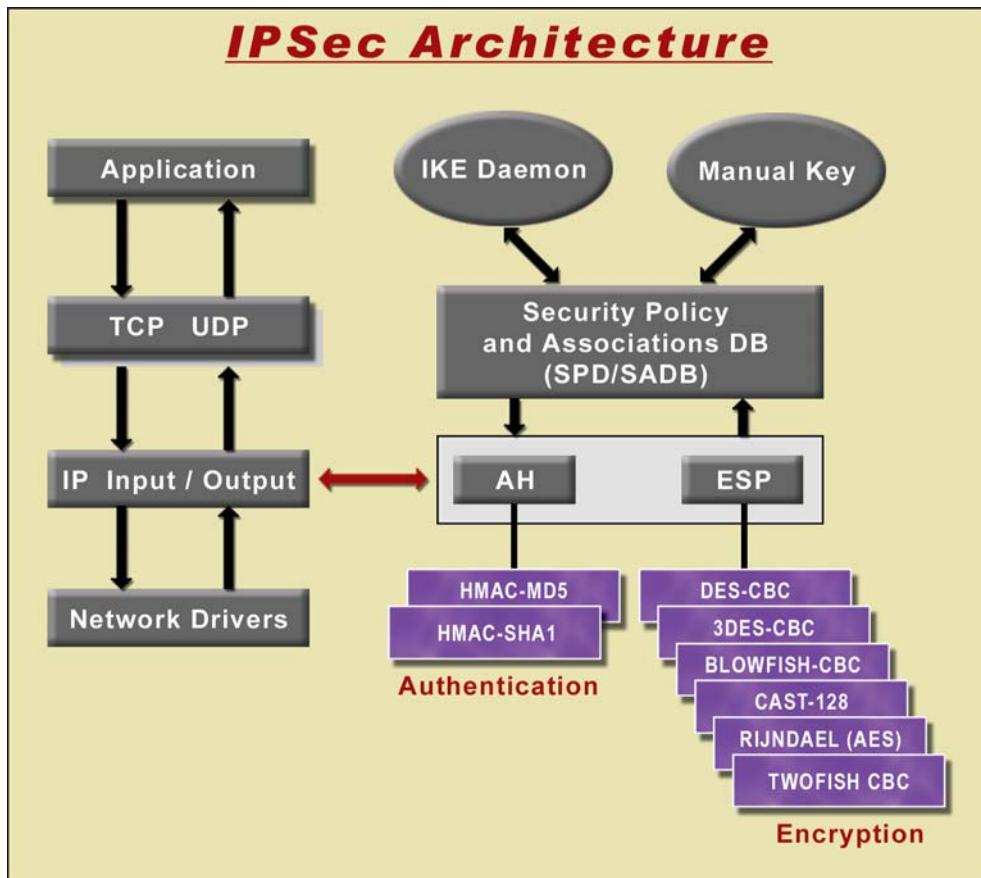 IPSec Architecture
Application
TCP UDP
IP Input / Output
Network Drivers
IKE Daemon
Manual Key
Security Policy
and Associations DB
(SPD/SADB)
AH
ESP
HMAC-MD5
HMAC-SHA1
Authentication
DES-CBC
3DES-CBC
BLOWFISH-CBC
CAST-128
RIJNDAEL (AES)
TWOFISH CBC
Encryption